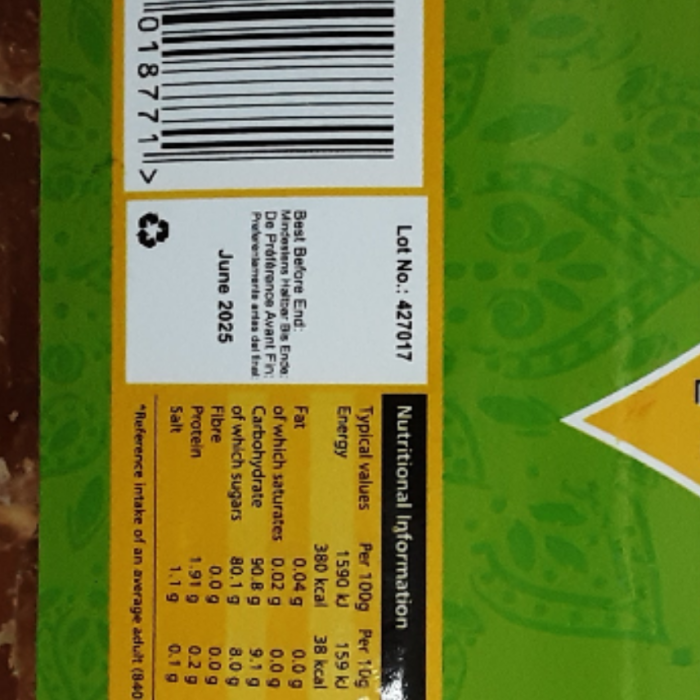 018771 >
Lot No.: 427017
Best Before End:
Mindestens Haltbar Bis Ende:
De Préférence Avant Fin:
Preferentemente antes del final:
June 2025
Nutritional Information
Typical values Per 100g Per 10g
Energy 1590 kJ 159 kJ
380 kcal 38 kcal
Fat 0.04 g 0.0 g
of which saturates 0.02 g 0.0 g
Carbohydrate 90.8 g 9.1 g
of which sugars 80.1 g 8.0 g
Fibre 0.0 g 0.0 g
Protein 1.91 g 0.2 g
Salt 1.1 g 0.1 g
*Reference intake of an average adult (840